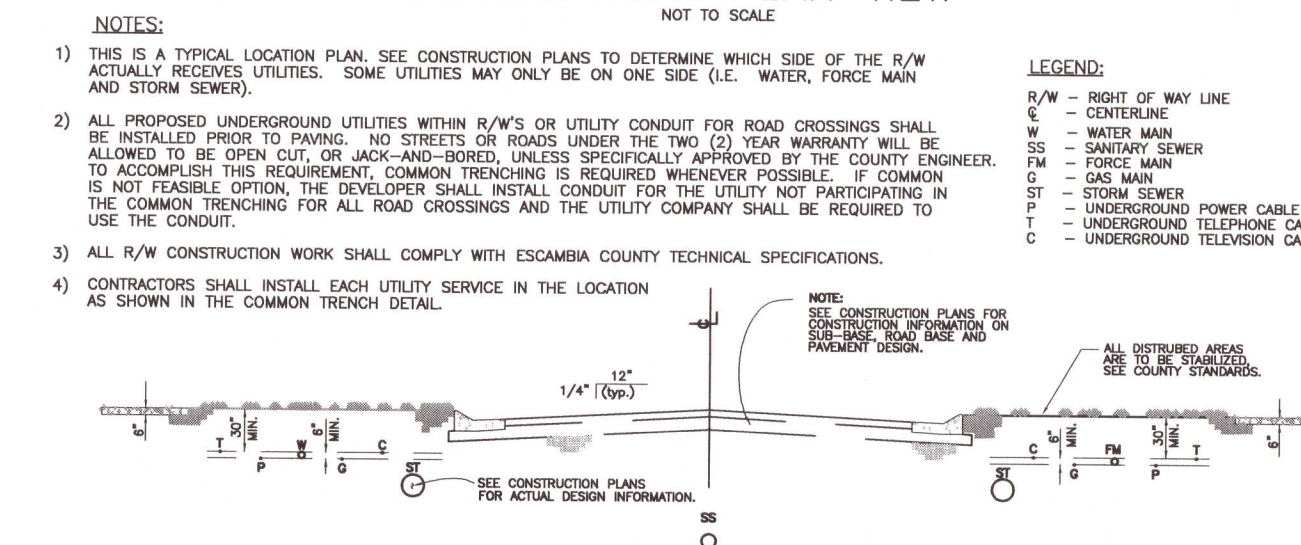 NOT TO SCALE
NOTES:
1) THIS IS A TYPICAL LOCATION PLAN. SEE CONSTRUCTION PLANS TO DETERMINE WHICH SIDE OF THE R/W
ACTUALLY RECEIVES UTILITIES. SOME UTILITIES MAY ONLY BE ON ONE SIDE (I.E. WATER, FORCE MAIN
AND STORM SEWER).
2) ALL PROPOSED UNDERGROUND UTILITIES WITHIN R/W'S OR UTILITY CONDUIT FOR ROAD CROSSINGS SHALL
BE INSTALLED PRIOR TO PAVING. NO STREETS OR ROADS UNDER THE TWO (2) YEAR WARRANTY WILL BE
ALLOWED TO BE OPEN CUT, OR JACK-AND-BORED, UNLESS SPECIFICALLY APPROVED BY THE COUNTY ENGINEER.
TO ACCOMPLISH THIS REQUIREMENT, COMMON TRENCHING IS REQUIRED WHENEVER POSSIBLE. IF COMMON
IS NOT FEASIBLE OPTION, THE DEVELOPER SHALL INSTALL CONDUIT FOR THE UTILITY NOT PARTICIPATING IN
THE COMMON TRENCHING FOR ALL ROAD CROSSINGS AND THE UTILITY COMPANY SHALL BE REQUIRED TO
USE THE CONDUIT.
3) ALL R/W CONSTRUCTION WORK SHALL COMPLY WITH ESCAMBIA COUNTY TECHNICAL SPECIFICATIONS.
4) CONTRACTORS SHALL INSTALL EACH UTILITY SERVICE IN THE LOCATION
AS SHOWN IN THE COMMON TRENCH DETAIL.
LEGEND:
R/W – RIGHT OF WAY LINE
℄ – CENTERLINE
W – WATER MAIN
SS – SANITARY SEWER
FM – FORCE MAIN
G – GAS MAIN
ST – STORM SEWER
P – UNDERGROUND POWER CABLE
T – UNDERGROUND TELEPHONE CA
C – UNDERGROUND TELEVISION CA
℄
NOTE:
SEE CONSTRUCTION PLANS FOR
CONSTRUCTION INFORMATION ON
SUB-BASE, ROAD BASE AND
PAVEMENT DESIGN.
ALL DISTRUBED AREAS
ARE TO BE STABILIZED,
SEE COUNTY STANDARDS.
12"
1/4" (typ.)
6"
T
30" MIN.
P
W
6" MIN.
G
C
ST
SEE CONSTRUCTION PLANS
FOR ACTUAL DESIGN INFORMATION.
SS
ST
C
6" MIN.
G
FM
P
30" MIN.
T
6"